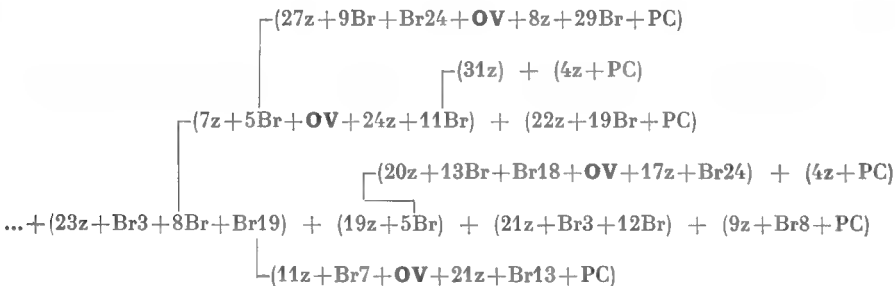 (27z+9Br+Br24+OV+8z+29Br+PC)
(31z) + (4z+PC)
(7z+5Br+OV+24z+11Br) + (22z+19Br+PC)
(20z+13Br+Br18+OV+17z+Br24) + (4z+PC)
...+(23z+Br3+8Br+Br19) + (19z+5Br) + (21z+Br3+12Br) + (9z+Br8+PC)
(11z+Br7+OV+21z+Br13+PC)